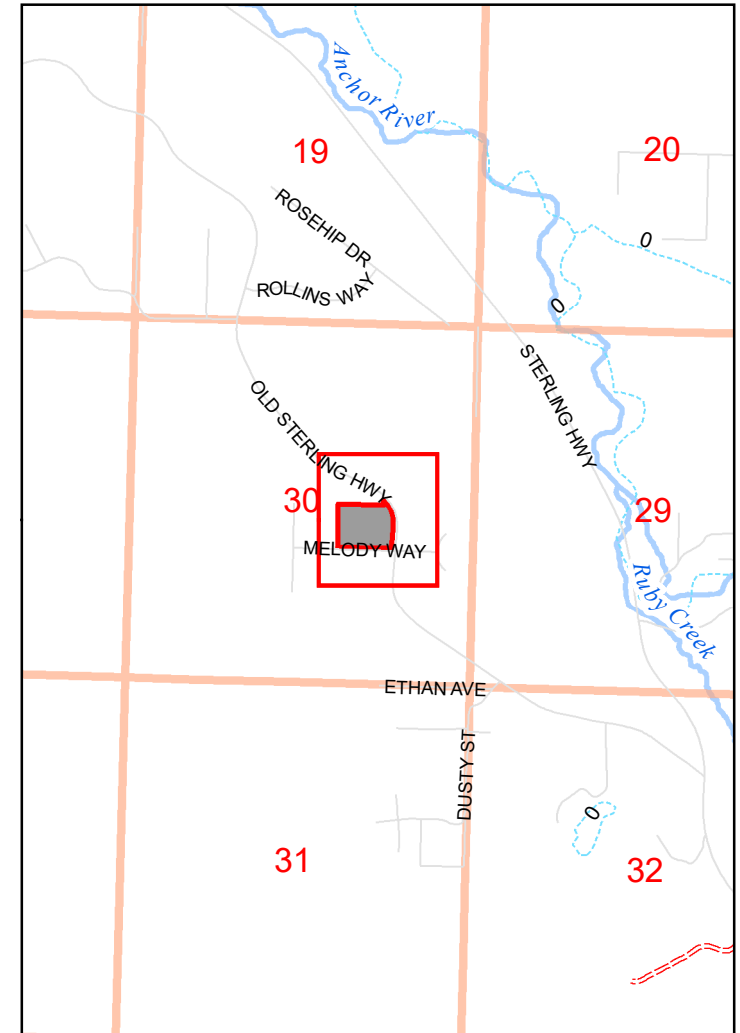 Anchor River
19
20
ROSEHIP DR
0
ROLLINS WAY
0
STERLING HWY
OLD STERLING HWY
30
29
MELODY WAY
Ruby Creek
ETHAN AVE
DUSTY ST
0
31
32